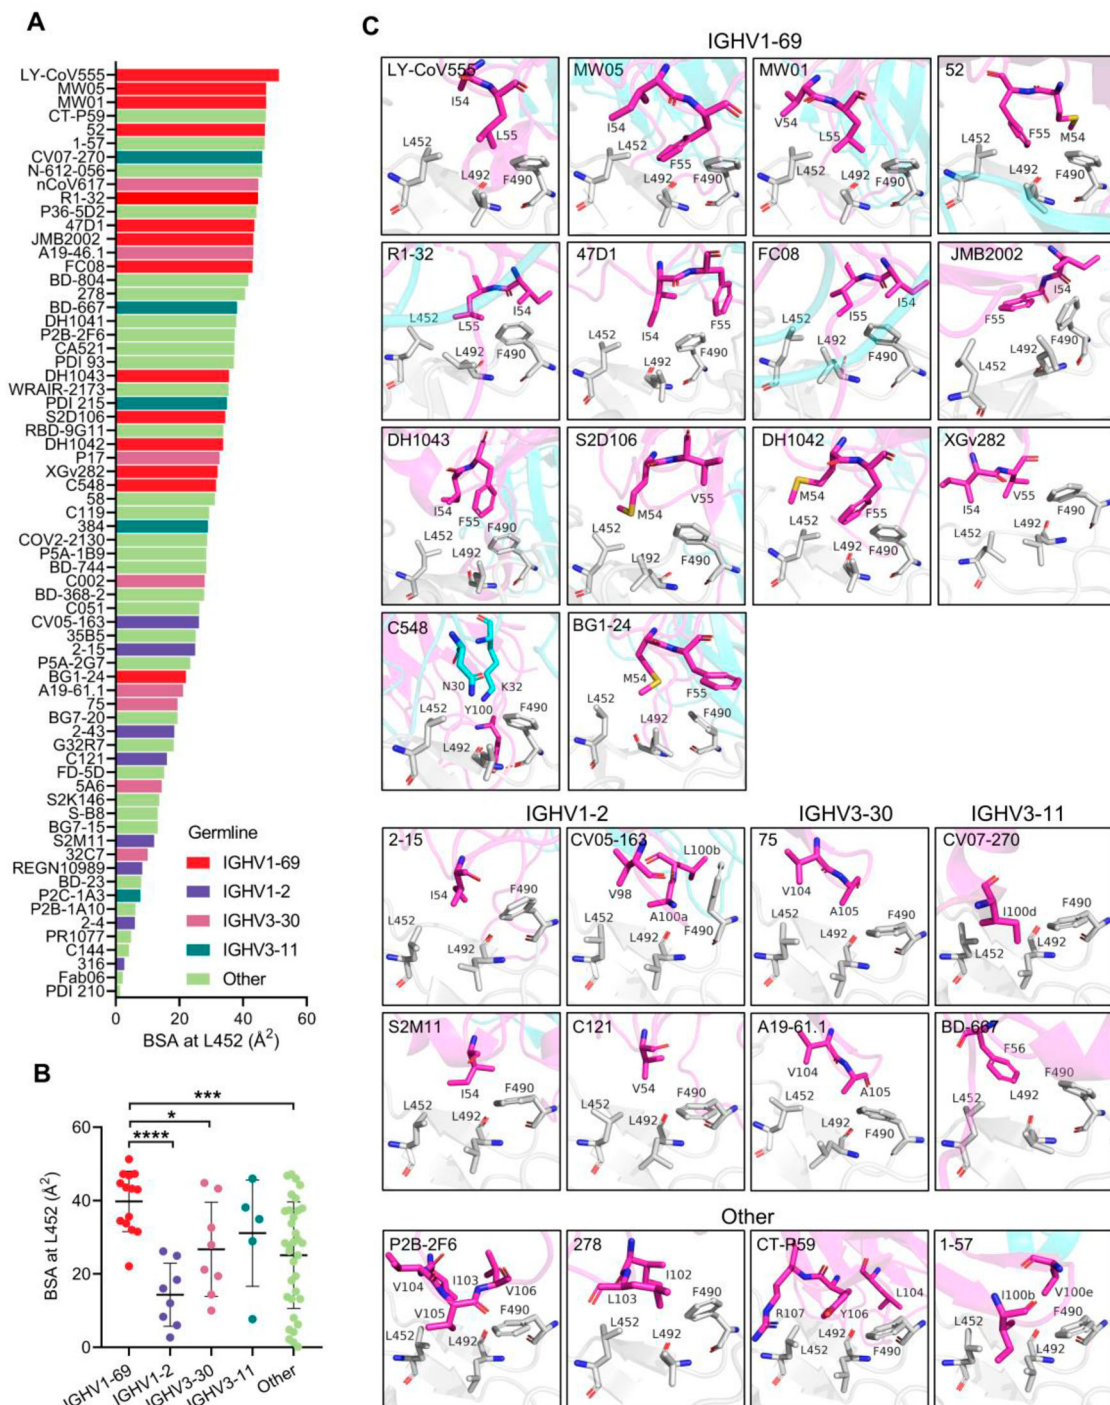 A
LY-CoV555
MW05
MW01
CT-P59
52
1-57
CV07-270
N-612-056
nCoV617
R1-32
P36-5D2
47D1
JMB2002
A19-46.1
FC08
BD-804
278
BD-667
DH1041
P2B-2F6
CA521
PDI 93
DH1043
WRAIR-2173
PDI 215
S2D106
RBD-9G11
DH1042
P17
XGv282
C548
58
C119
384
COV2-2130
P5A-1B9
BD-744
C002
BD-368-2
C051
CV05-163
35B5
2-15
P5A-2G7
BG1-24
A19-61.1
75
BG7-20
2-43
G32R7
C121
FD-5D
5A6
S2K146
S-B8
BG7-15
S2M11
32C7
REGN10989
BD-23
P2C-1A3
P2B-1A10
2-4
PR1077
C144
316
Fab06
PDI 210
Germline
IGHV1-69
IGHV1-2
IGHV3-30
IGHV3-11
Other
0 20 40 60
BSA at L452 (Å2)
B
***
*
****
60
40
20
0
BSA at L452 (Å2)
IGHV1-69
IGHV1-2
IGHV3-30
IGHV3-11
Other
C
IGHV1-69
LY-CoV555
I54
L55
L452
L492
F490
MW05
I54
F55
L452
L492
F490
MW01
V54
L55
L452
L492
F490
52
F55
M54
L452
L492
F490
R1-32
L55
I54
L452
L492
F490
47D1
I54
F55
L452
L492
F490
FC08
I55
I54
L452
L492
F490
JMB2002
I54
F55
F490
L452
L492
DH1043
I54
F55
F490
L452
L492
S2D106
M54
V55
L452
L492
F490
DH1042
M54
F55
L452
L492
F490
XGv282
I54
V55
F490
L452
L492
C548
N30
K32
Y100
L452
F490
L492
BG1-24
M54
F55
L452
L492
F490
IGHV1-2
IGHV3-30
IGHV3-11
2-15
I54
F490
L452
L492
CV05-163
L100b
V98
A100a
L452
F490
L492
75
V104
A105
L452
F490
L492
CV07-270
I100d
F490
L452
L492
S2M11
I54
F490
L452
L492
C121
V54
F490
L452
L492
A19-61.1
V104
A105
L452
L492
F490
BD-667
F56
F490
L452
L492
Other
P2B-2F6
V104
I103
V106
V105
F490
L452
L492
278
I102
L103
F490
L452
L492
CT-P59
L104
R107
Y106
L492
L452
F490
1-57
I100b
V100e
F490
L452
L492